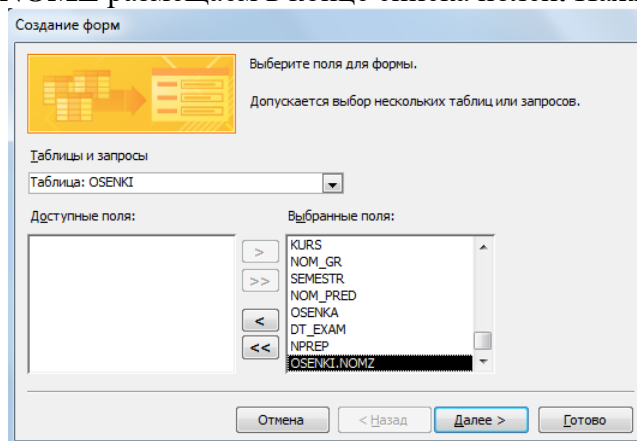 Создание форм
Выберите поля для формы.
Допускается выбор нескольких таблиц или запросов.
Таблицы и запросы
Таблица: OSENKI
Доступные поля:
Выбранные поля:
>
>>
<
<<
KURS
NOM_GR
SEMESTR
NOM_PRED
OSENKA
DT_EXAM
NPREP
OSENKI.NOMZ
Отмена
< Назад
Далее >
Готово